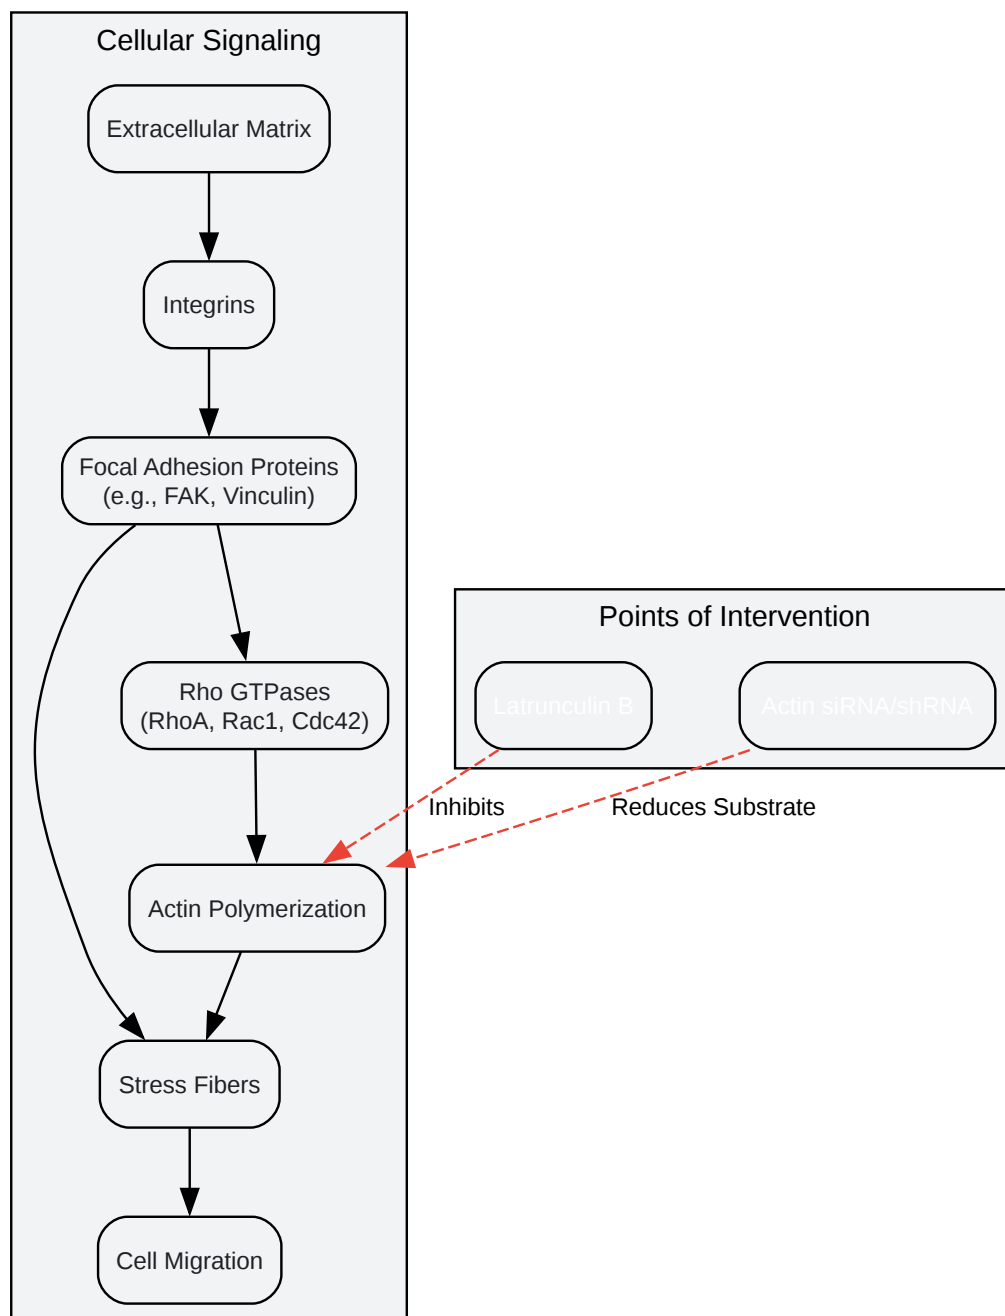 Cellular Signaling
Extracellular Matrix
Integrins
Focal Adhesion Proteins
(e.g., FAK, Vinculin)
Rho GTPases
(RhoA, Rac1, Cdc42)
Actin Polymerization
Stress Fibers
Cell Migration
Points of Intervention
Latrunculin B
Actin siRNA/shRNA
Inhibits
Reduces Substrate